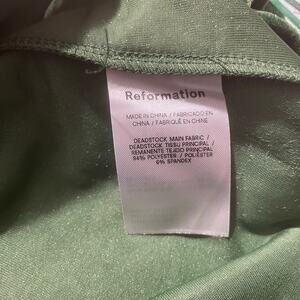 Reformation
MADE IN CHINA / FABRICADO EN
CHINA / FABRIQUÉ EN CHINE
DEADSTOCK MAIN FABRIC /
DEADSTOCK TISSU PRINCIPAL /
REMANENTE TEJIDO PRINCIPAL
94% POLYESTER / POLIÉSTER
6% SPANDEX